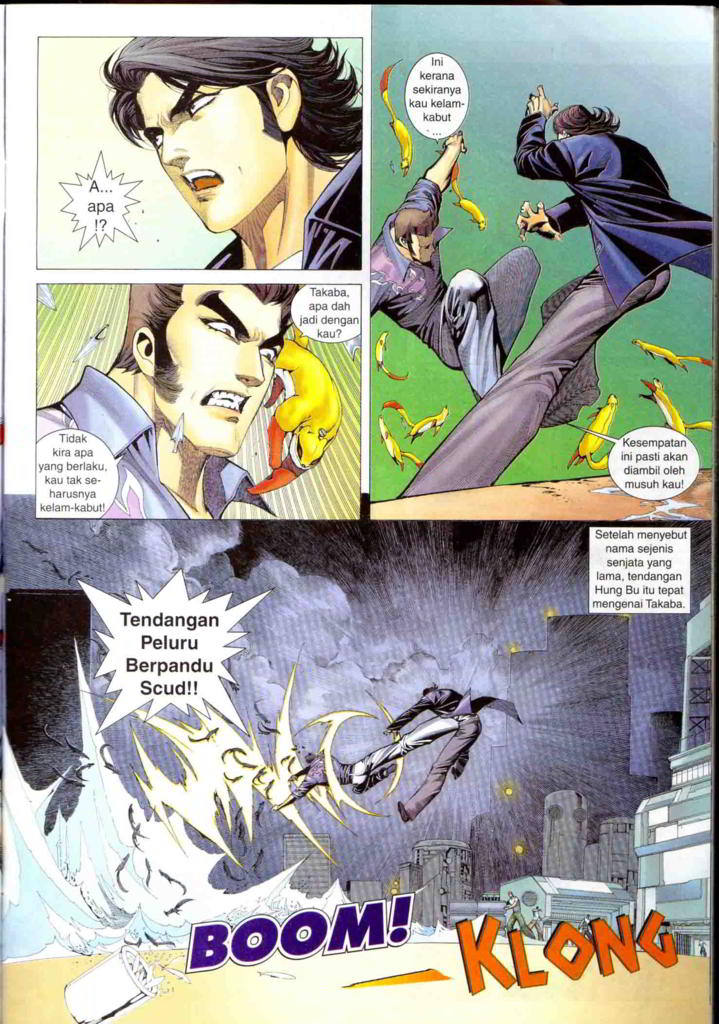 A...
apa
!?
Takaba,
apa dah
jadi dengan
kau?
Tidak
kira apa
yang berlaku,
kau tak se-
harusnya
kelam-kabut!
Ini
kerana
sekiranya
kau kelam-
kabut
...
Kesempatan
ini pasti akan
diambil oleh
musuh kau!
Setelah menyebut
nama sejenis
senjata yang
lama, tendangan
Hung Bu itu tepat
mengenai Takaba.
Tendangan
Peluru
Berpandu
Scud!!
BOOM!
KLONG